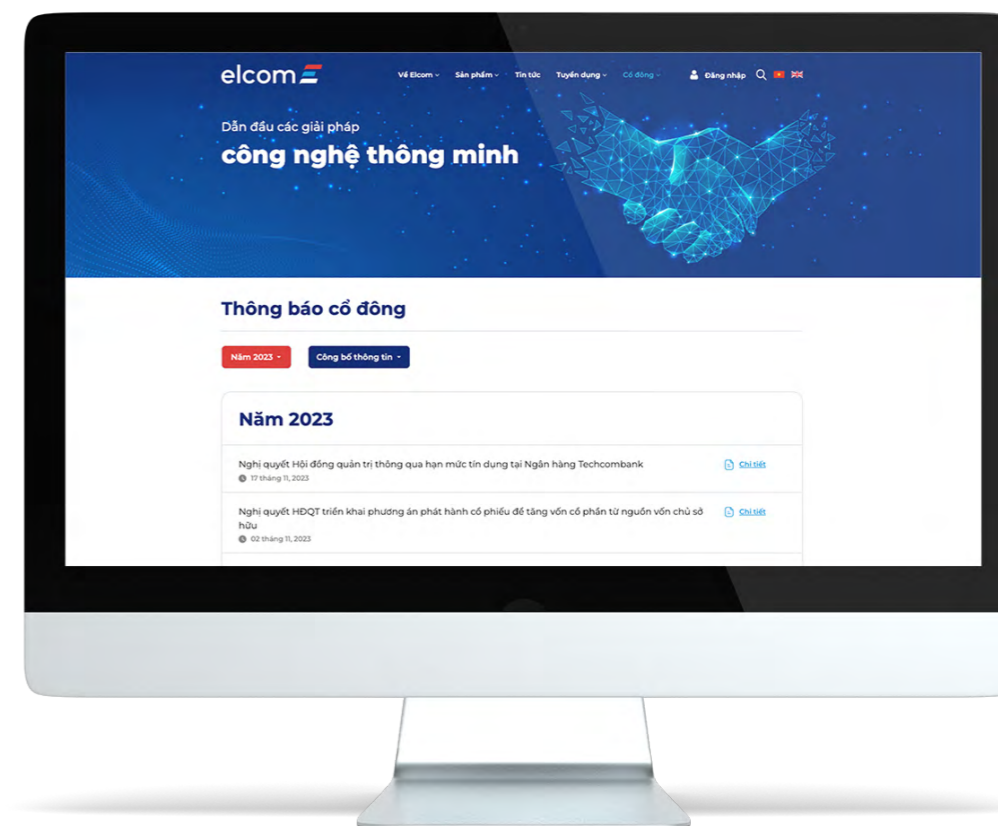 elcom
Về Elcom Sản phẩm Tin tức Tuyển dụng Cổ đông Đăng nhập
Dẫn đầu các giải pháp
công nghệ thông minh
Thông báo cổ đông
Năm 2023 Công bố thông tin
Năm 2023
Nghị quyết Hội đồng quản trị thông qua hạn mức tín dụng tại Ngân hàng Techcombank Chi tiết
17 tháng 11, 2023
Nghị quyết HĐQT triển khai phương án phát hành cổ phiếu để tăng vốn cổ phần từ nguồn vốn chủ sở Chi tiết
hữu
02 tháng 11, 2023